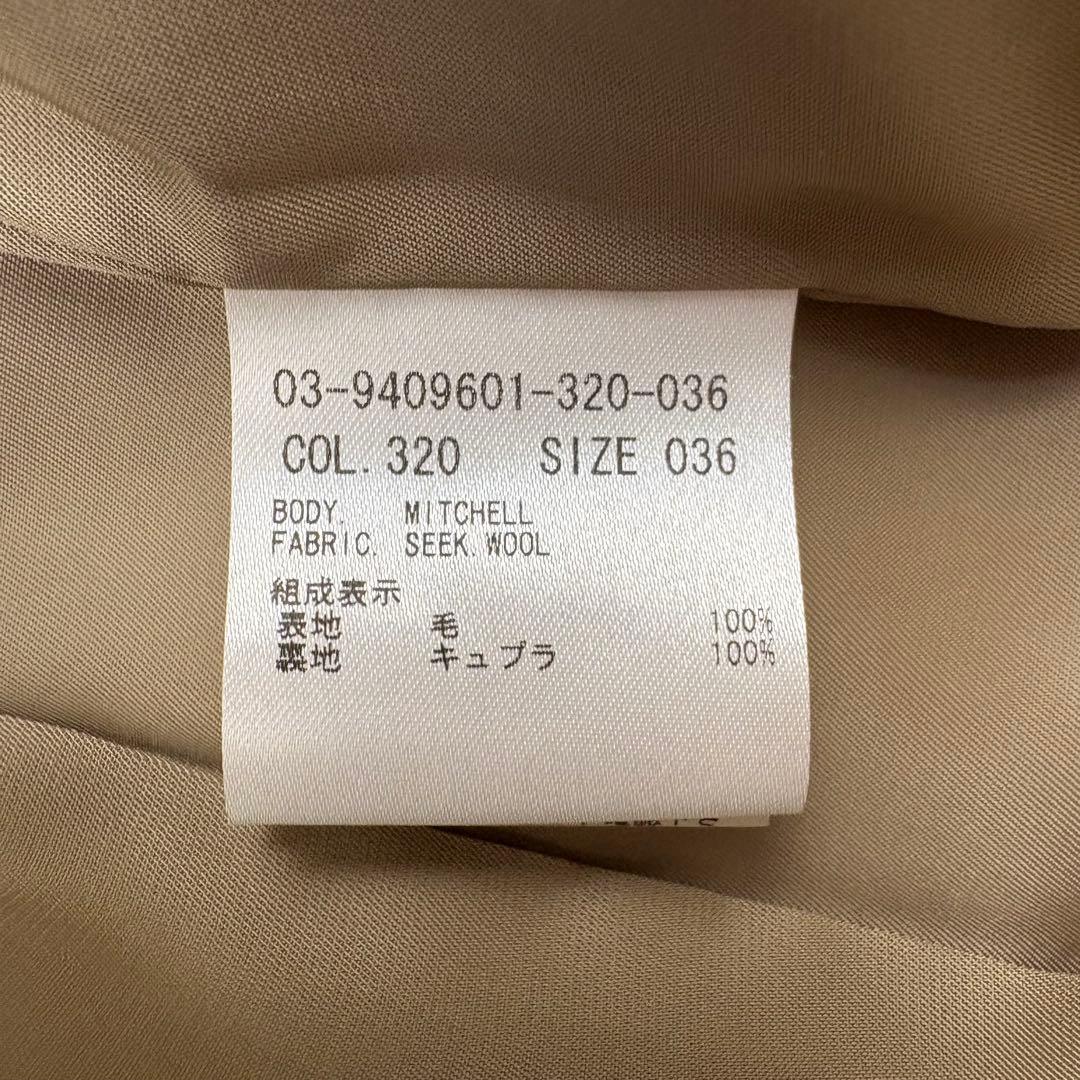 03-9409601-320-036
COL. 320 SIZE 036
BODY. MITCHELL
FABRIC. SEEK.WOOL
組成表示
表地 毛 100%
裏地 キュプラ 100%